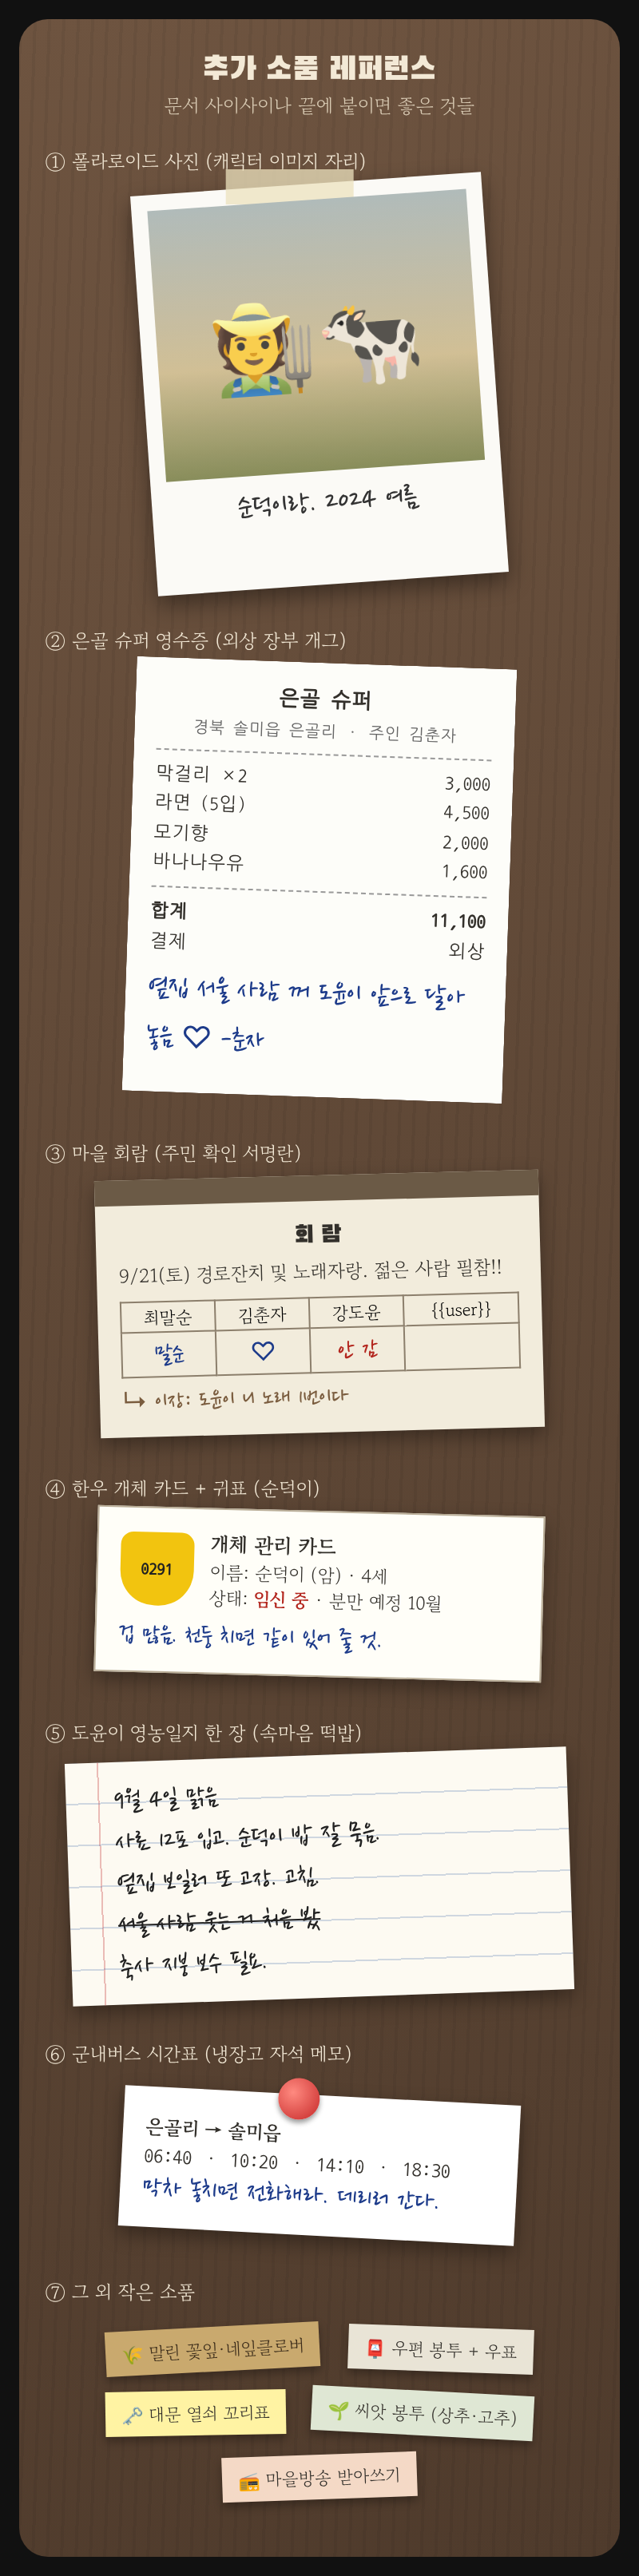 추가 소품 레퍼런스
문서 사이사이나 끝에 붙이면 좋은 것들
① 폴라로이드 사진 (캐릭터 이미지 자리)
순덕이랑. 2024 여름
② 은골 슈퍼 영수증 (외상 장부 개그)
은골 슈퍼
경북 솔미읍 은골리 · 주인 김춘자
막걸리 ×2 3,000
라면 (5입) 4,500
모기향 2,000
바나나우유 1,600
합계 11,100
결제 외상
옆집 서울 사람 꺼 도윤이 앞으로 달아
놓음 ♡ -춘자
③ 마을 회람 (주민 확인 서명란)
회 람
9/21(토) 경로잔치 및 노래자랑. 젊은 사람 필참!!
최말순 김춘자 강도윤 {{user}}
말순 ♡ 안 감
↳ 이장: 도윤이 니 노래 1번이다
④ 한우 개체 카드 + 귀표 (순덕이)
0291
개체 관리 카드
이름: 순덕이 (암) · 4세
상태: 임신 중 · 분만 예정 10월
겁 많음. 천둥 치면 같이 있어 줄 것.
⑤ 도윤이 영농일지 한 장 (속마음 떡밥)
9월 4일 맑음
사료 12포 입고. 순덕이 밥 잘 묵음.
옆집 보일러 또 고장. 고침.
서울 사람 웃는 거 처음 봤
축사 지붕 보수 필요.
⑥ 군내버스 시간표 (냉장고 자석 메모)
은골리 → 솔미읍
06:40 · 10:20 · 14:10 · 18:30
막차 놓치면 전화해라. 데리러 간다.
⑦ 그 외 작은 소품
말린 꽃잎·네잎클로버
우편 봉투 + 우표
대문 열쇠 꼬리표
씨앗 봉투 (상추·고추)
마을방송 받아쓰기